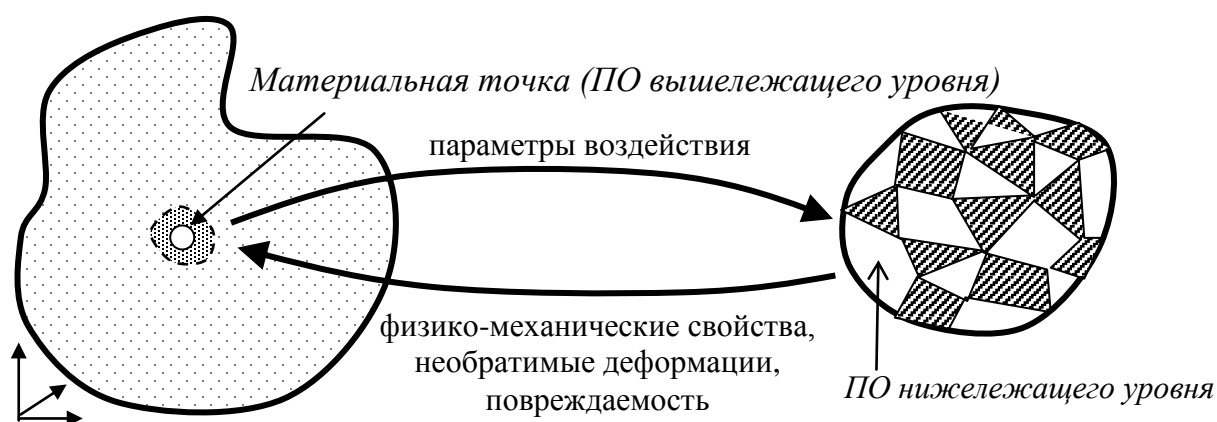 Материальная точка (ПО вышележащего уровня)
параметры воздействия
физико-механические свойства,
необратимые деформации,
повреждаемость
ПО нижележащего уровня